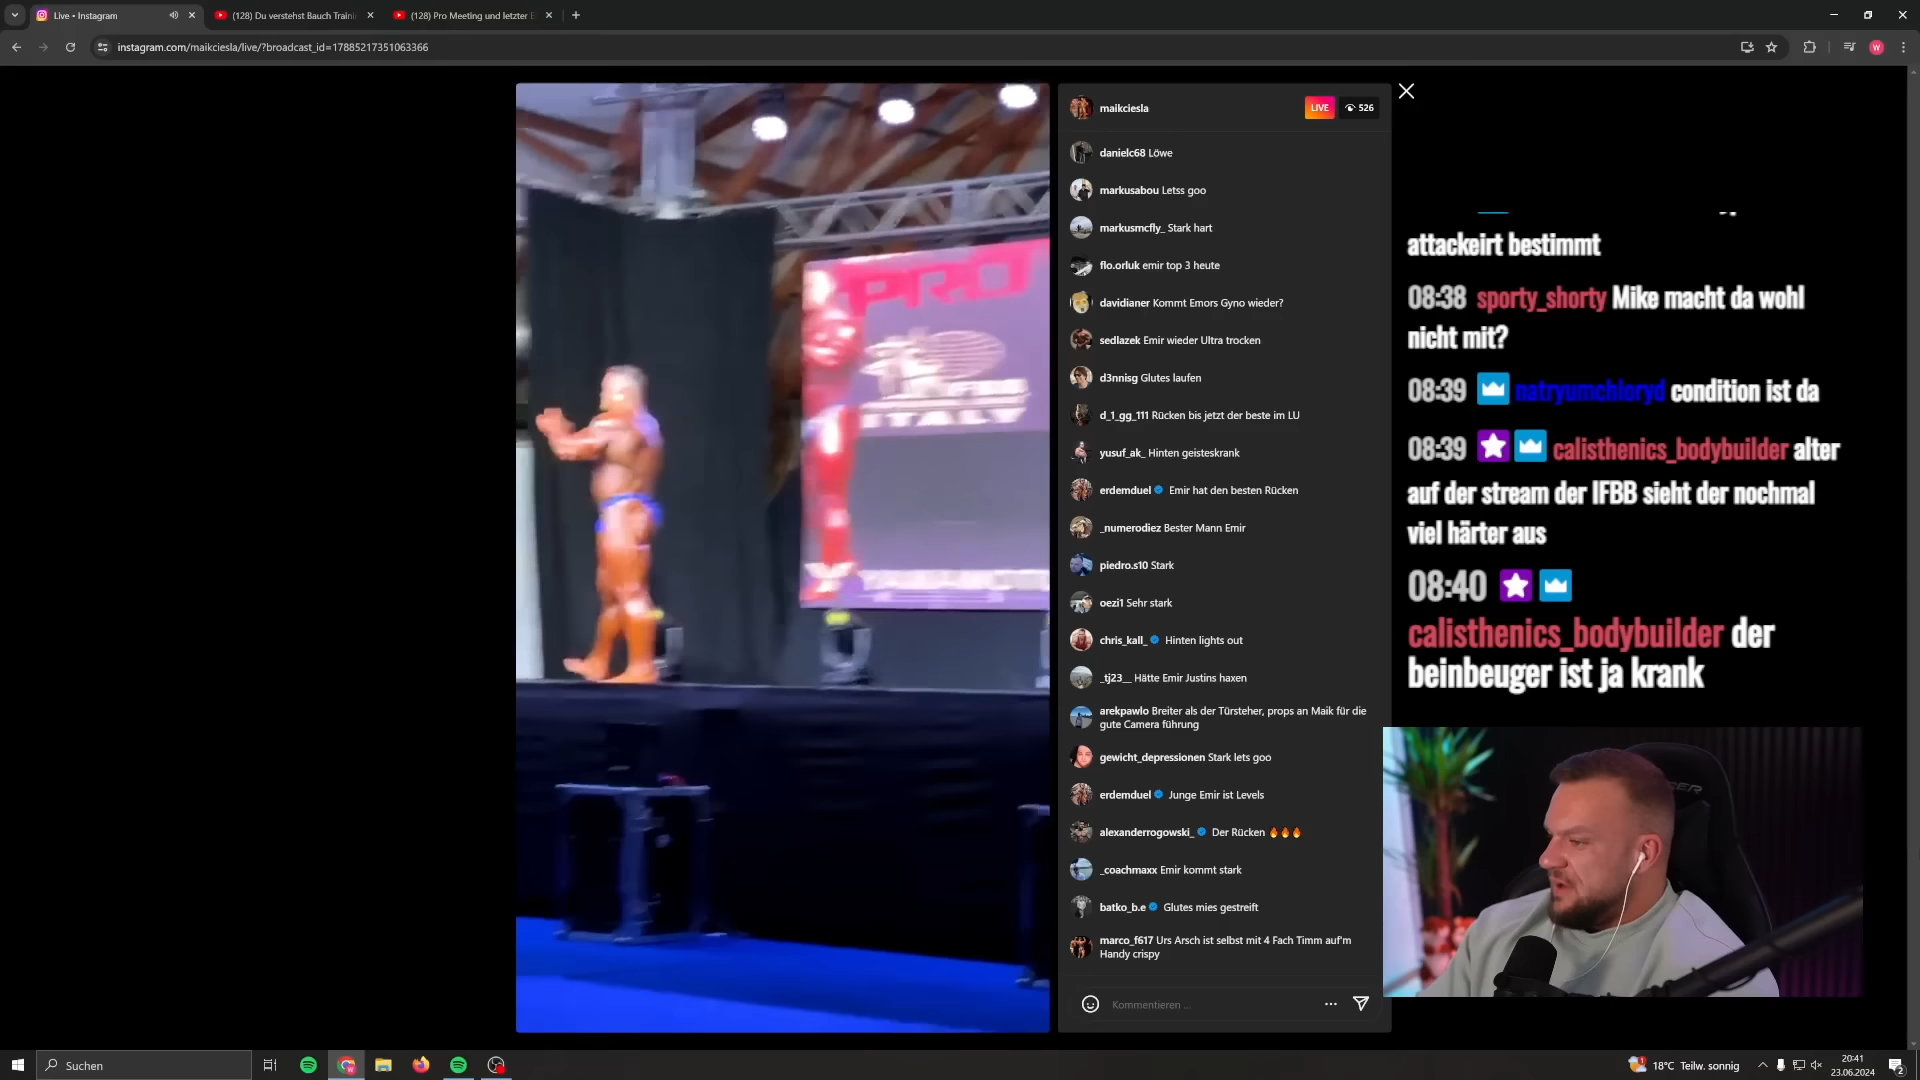 Live • Instagram
(128) Du verstehst Bauch Traini
(128) Pro Meeting und letzter E
instagram.com/maikciesla/live/?broadcast_id=17885217351063366
W
PRO
ITALY
maikciesla
LIVE
526
danielc68 Löwe
markusabou Letss goo
markusmcfly_ Stark hart
flo.orluk emir top 3 heute
davidianer Kommt Emors Gyno wieder?
sedlazek Emir wieder Ultra trocken
d3nnisg Glutes laufen
d_1_gg_111 Rücken bis jetzt der beste im LU
yusuf_ak_ Hinten geisteskrank
erdemduel Emir hat den besten Rücken
_numerodiez Bester Mann Emir
piedro.s10 Stark
oezi1 Sehr stark
chris_kall_ Hinten lights out
_tj23__ Hätte Emir Justins haxen
arekpawlo Breiter als der Türsteher, props an Maik für die
gute Camera führung
gewicht_depressionen Stark lets goo
erdemduel Junge Emir ist Levels
alexanderrogowski_ Der Rücken 🔥🔥🔥
_coachmaxx Emir kommt stark
batko_b.e Glutes mies gestreift
marco_f617 Urs Arsch ist selbst mit 4 Fach Timm auf'm
Handy crispy
Kommentieren ...
attackeirt bestimmt
08:38 sporty_shorty Mike macht da wohl
nicht mit?
08:39 natryumchloryd condition ist da
08:39 calisthenics_bodybuilder alter
auf der stream der IFBB sieht der nochmal
viel härter aus
08:40
calisthenics_bodybuilder der
beinbeuger ist ja krank
Suchen
18°C Teilw. sonnig
20:41
23.06.2024
2